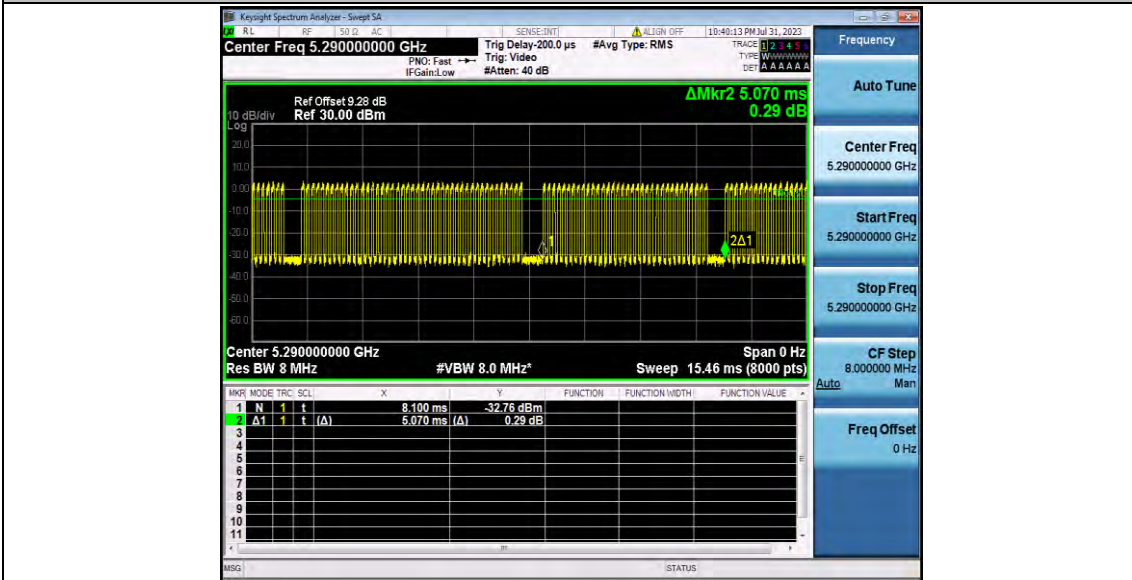 Keysight Spectrum Analyzer - Swept SA
RL RF 50 Ω AC SENSE:INT ALIGN OFF 10:40:13 PM Jul 31, 2023
Center Freq 5.290000000 GHz Trig Delay-200.0 µs #Avg Type: RMS TRACE 1 2 3 4 5 6
PNO: Fast Trig: Video TYPE WWWWWW
IFGain:Low #Atten: 40 dB DET A A A A A A
Frequency
Auto Tune
Center Freq
5.290000000 GHz
Start Freq
5.290000000 GHz
Stop Freq
5.290000000 GHz
CF Step
8.000000 MHz
Auto Man
Freq Offset
0 Hz
ΔMkr2 5.070 ms
0.29 dB
Ref Offset 9.28 dB
10 dB/div Ref 30.00 dBm
Log
20.0
10.0
0.00
-10.0
-20.0
-30.0
-40.0
-50.0
-60.0
1
2Δ1
Center 5.290000000 GHz Span 0 Hz
Res BW 8 MHz #VBW 8.0 MHz* Sweep 15.46 ms (8000 pts)
MKR MODE TRC SCL X Y FUNCTION FUNCTION WIDTH FUNCTION VALUE
1 N 1 t 8.100 ms -32.76 dBm
2 Δ1 1 t (Δ) 5.070 ms (Δ) 0.29 dB
3
4
5
6
7
8
9
10
11
MSG STATUS